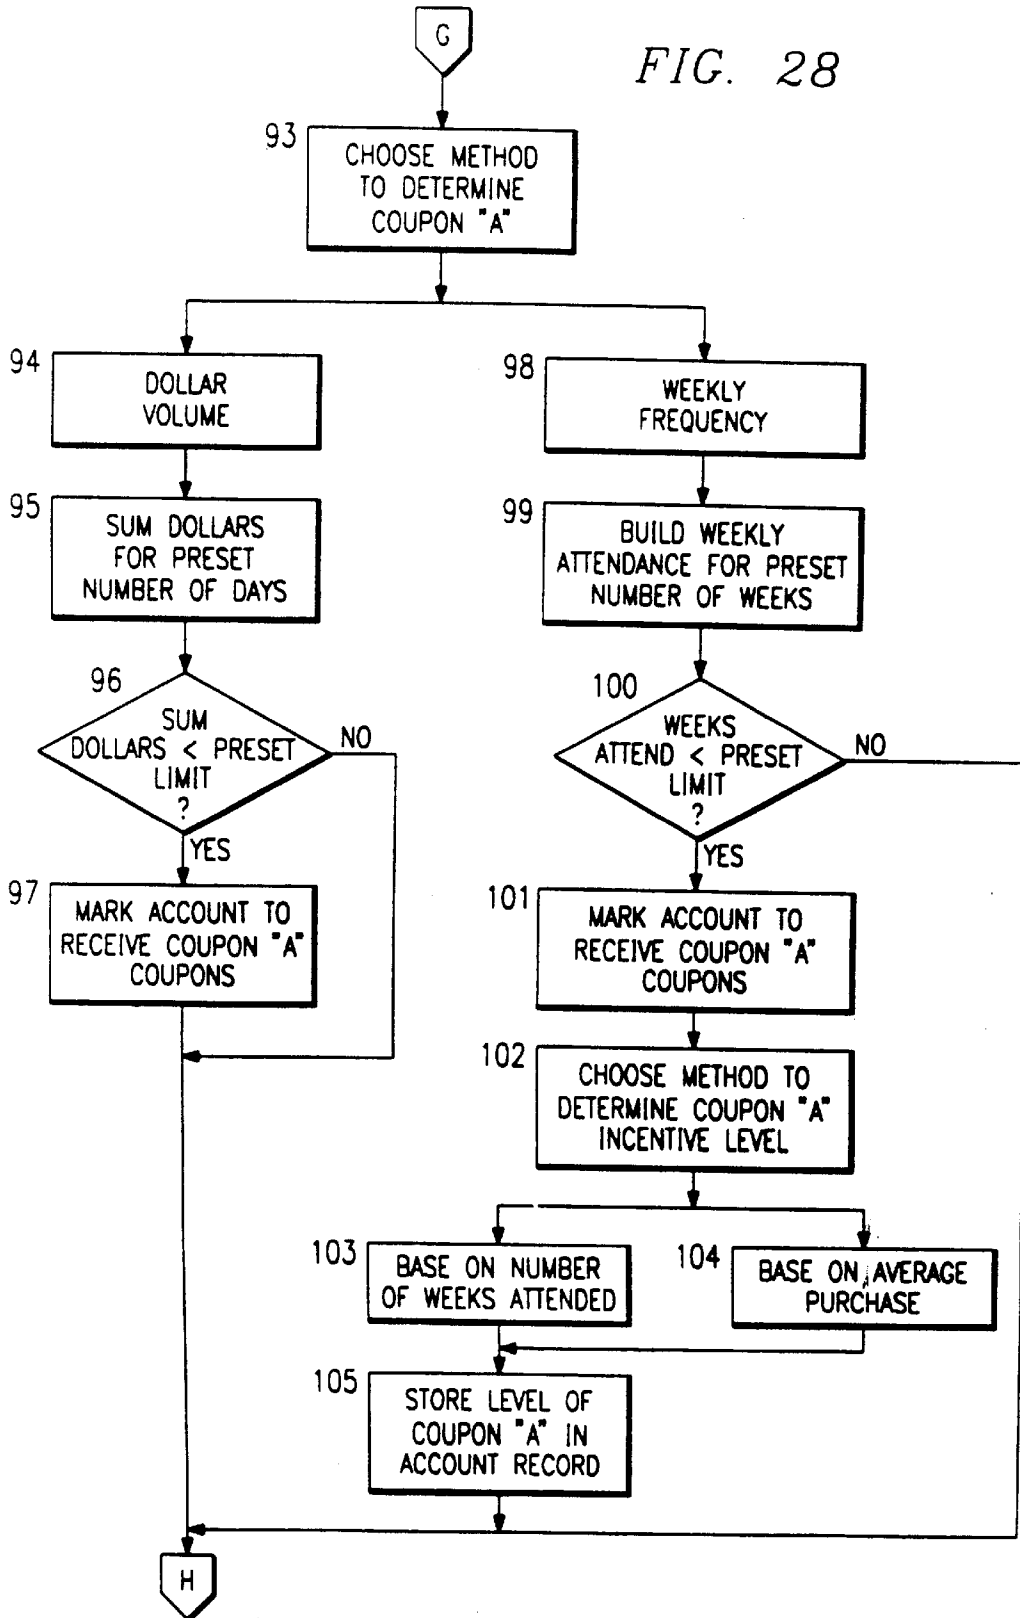 G
FIG. 28
93
CHOOSE METHOD
TO DETERMINE
COUPON "A"
94
DOLLAR
VOLUME
95
SUM DOLLARS
FOR PRESET
NUMBER OF DAYS
96
SUM
DOLLARS < PRESET
LIMIT
?
NO
YES
97
MARK ACCOUNT TO
RECEIVE COUPON "A"
COUPONS
98
WEEKLY
FREQUENCY
99
BUILD WEEKLY
ATTENDANCE FOR PRESET
NUMBER OF WEEKS
100
WEEKS
ATTEND < PRESET
LIMIT
?
NO
YES
101
MARK ACCOUNT TO
RECEIVE COUPON "A"
COUPONS
102
CHOOSE METHOD TO
DETERMINE COUPON "A"
INCENTIVE LEVEL
103
BASE ON NUMBER
OF WEEKS ATTENDED
104
BASE ON AVERAGE
PURCHASE
105
STORE LEVEL OF
COUPON "A" IN
ACCOUNT RECORD
H